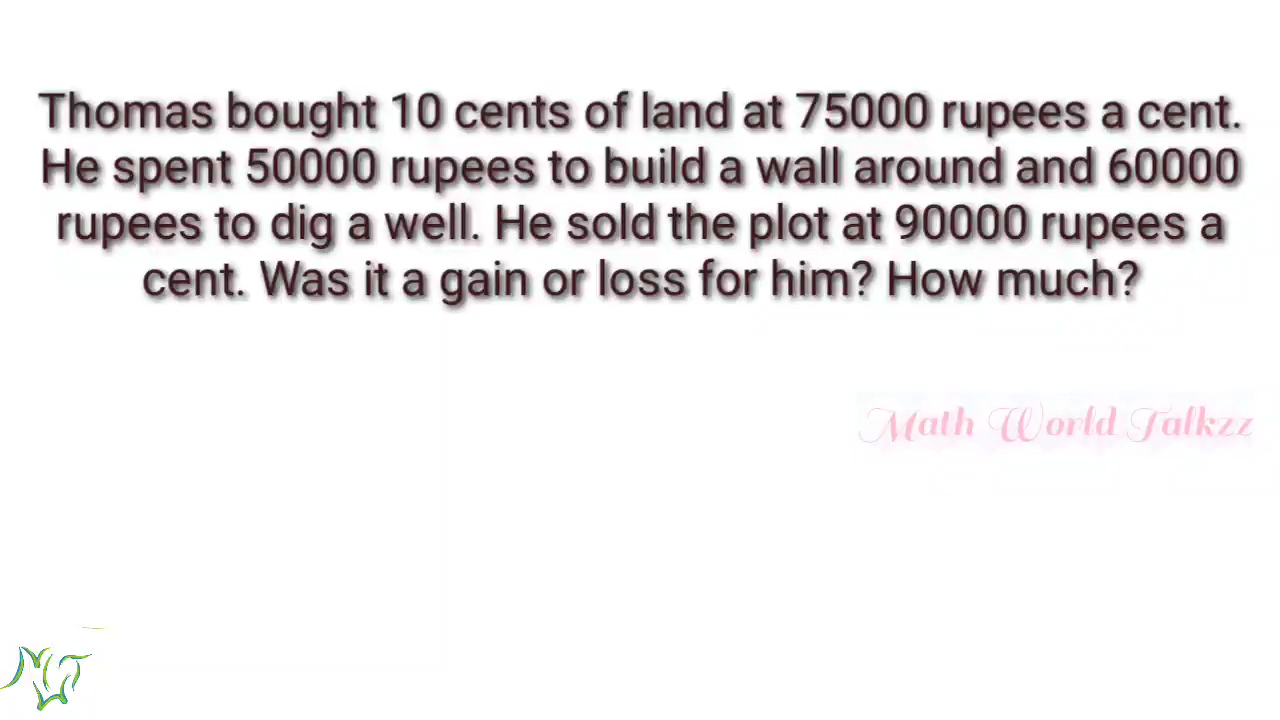 Thomas bought 10 cents of land at 75000 rupees a cent.
He spent 50000 rupees to build a wall around and 60000
rupees to dig a well. He sold the plot at 90000 rupees a
cent. Was it a gain or loss for him? How much?
Math World Talkzz
MWT